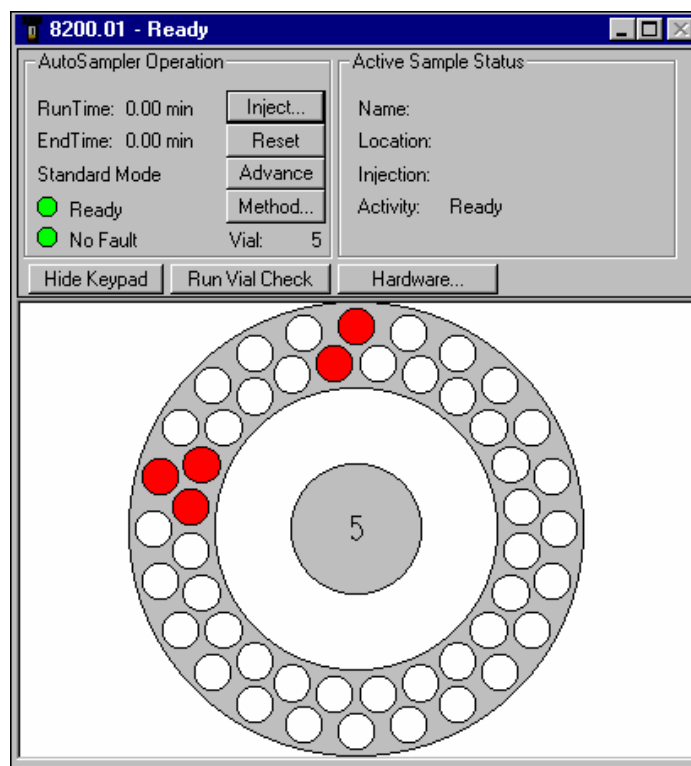 8200.01 - Ready
AutoSampler Operation
RunTime: 0.00 min
Inject...
EndTime: 0.00 min
Reset
Standard Mode
Advance
Ready
Method...
No Fault
Vial: 5
Active Sample Status
Name:
Location:
Injection:
Activity: Ready
Hide Keypad
Run Vial Check
Hardware...
5